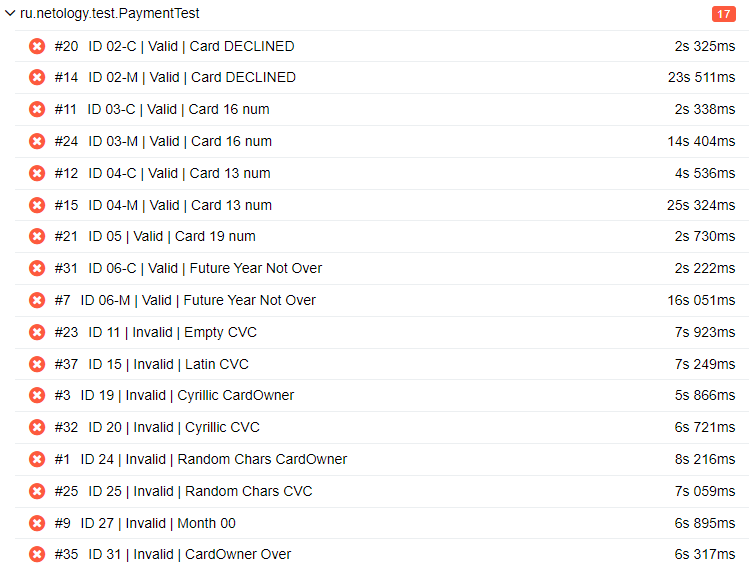 ru.netology.test.PaymentTest 17
#20 ID 02-C | Valid | Card DECLINED 2s 325ms
#14 ID 02-M | Valid | Card DECLINED 23s 511ms
#11 ID 03-C | Valid | Card 16 num 2s 338ms
#24 ID 03-M | Valid | Card 16 num 14s 404ms
#12 ID 04-C | Valid | Card 13 num 4s 536ms
#15 ID 04-M | Valid | Card 13 num 25s 324ms
#21 ID 05 | Valid | Card 19 num 2s 730ms
#31 ID 06-C | Valid | Future Year Not Over 2s 222ms
#7 ID 06-M | Valid | Future Year Not Over 16s 051ms
#23 ID 11 | Invalid | Empty CVC 7s 923ms
#37 ID 15 | Invalid | Latin CVC 7s 249ms
#3 ID 19 | Invalid | Cyrillic CardOwner 5s 866ms
#32 ID 20 | Invalid | Cyrillic CVC 6s 721ms
#1 ID 24 | Invalid | Random Chars CardOwner 8s 216ms
#25 ID 25 | Invalid | Random Chars CVC 7s 059ms
#9 ID 27 | Invalid | Month 00 6s 895ms
#35 ID 31 | Invalid | CardOwner Over 6s 317ms